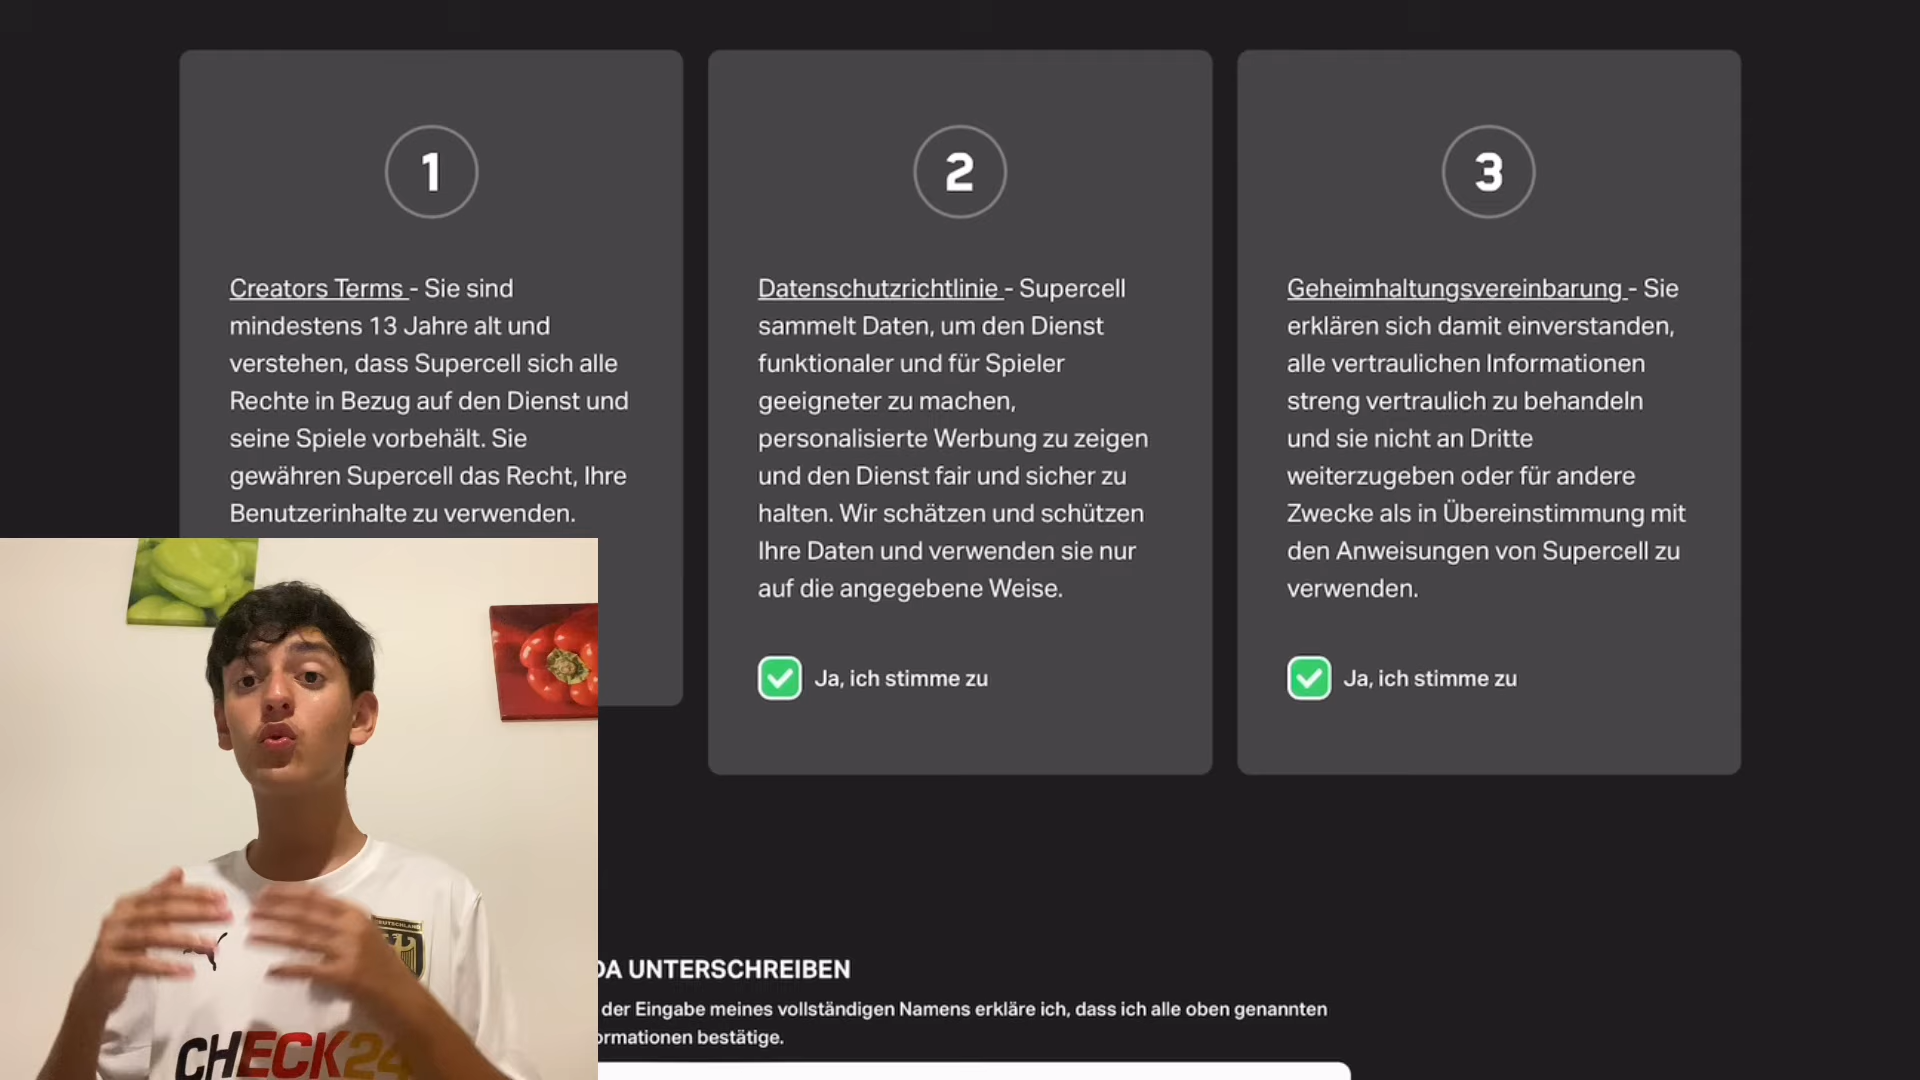 1
Creators Terms - Sie sind
mindestens 13 Jahre alt und
verstehen, dass Supercell sich alle
Rechte in Bezug auf den Dienst und
seine Spiele vorbehält. Sie
gewähren Supercell das Recht, Ihre
Benutzerinhalte zu verwenden.
2
Datenschutzrichtlinie - Supercell
sammelt Daten, um den Dienst
funktionaler und für Spieler
geeigneter zu machen,
personalisierte Werbung zu zeigen
und den Dienst fair und sicher zu
halten. Wir schätzen und schützen
Ihre Daten und verwenden sie nur
auf die angegebene Weise.
Ja, ich stimme zu
3
Geheimhaltungsvereinbarung - Sie
erklären sich damit einverstanden,
alle vertraulichen Informationen
streng vertraulich zu behandeln
und sie nicht an Dritte
weiterzugeben oder für andere
Zwecke als in Übereinstimmung mit
den Anweisungen von Supercell zu
verwenden.
Ja, ich stimme zu
DA UNTERSCHREIBEN
der Eingabe meines vollständigen Namens erkläre ich, dass ich alle oben genannten
ormationen bestätige.
DEUTSCHLAND
CHECK24